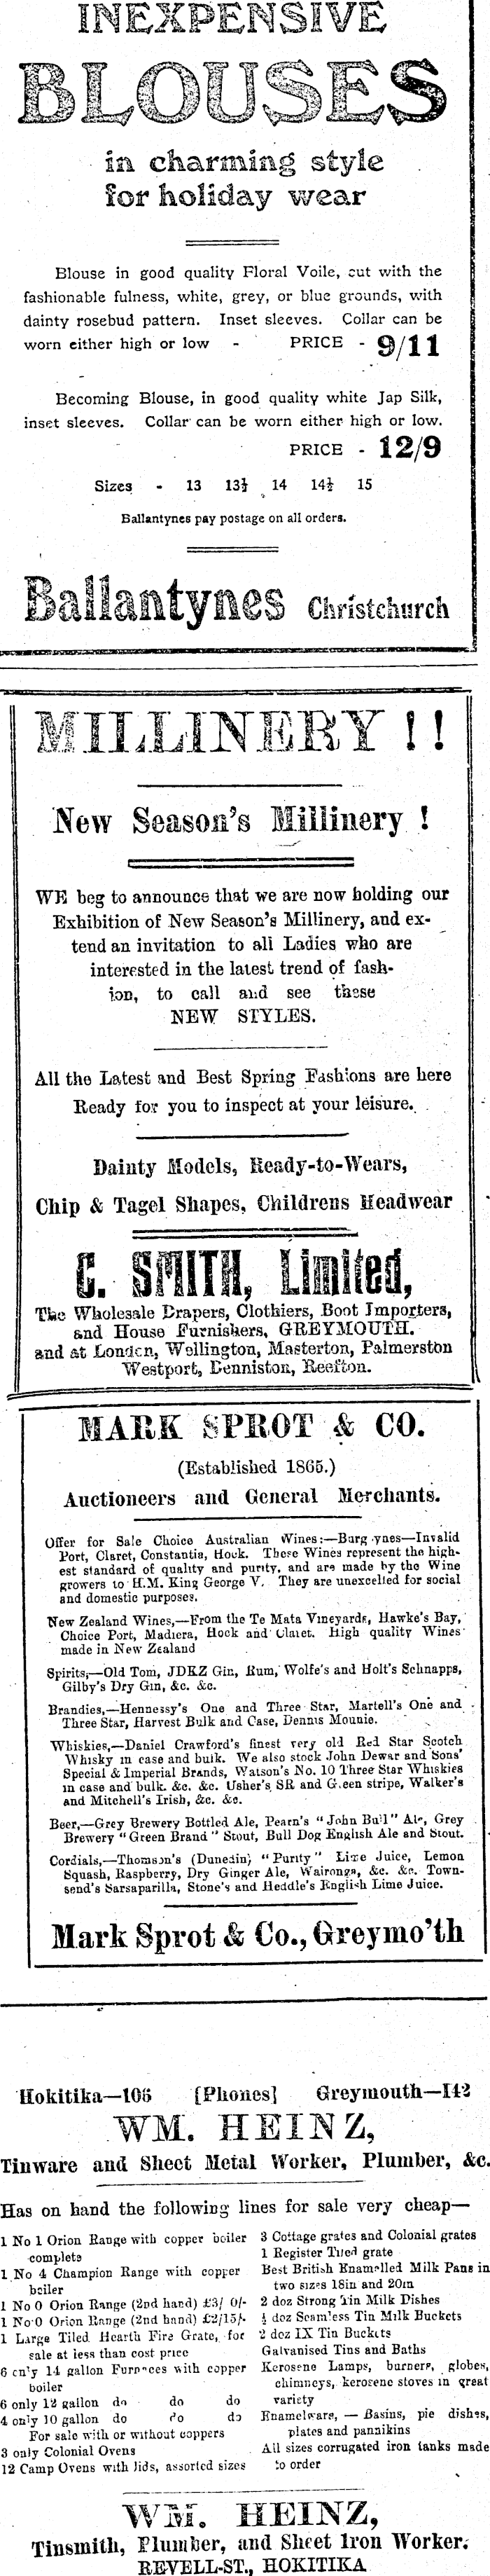 INEXPENSIVE
BLOUSES
in charming style
for holiday wear
Blouse in good quality Floral Voile, cut with the
fashionable fulness, white, grey, or blue grounds, with
dainty rosebud pattern. Inset sleeves. Collar can be
worn either high or low - PRICE - 9/11
Becoming Blouse, in good quality white Jap Silk,
inset sleeves. Collar can be worn either high or low.
PRICE - 12/9
Sizes - 13 13½ 14 14½ 15
Ballantynes pay postage on all orders.
Ballantynes Christchurch
MILLINERY !!
New Season's Millinery !
WE beg to announce that we are now holding our
Exhibition of New Season's Millinery, and ex-
tend an invitation to all Ladies who are
interested in the latest trend of fash-
ion, to call and see these
NEW STYLES.
All the Latest and Best Spring Fashions are here
Ready for you to inspect at your leisure.
Dainty Models, Ready-to-Wears,
Chip & Tagel Shapes, Childrens Headwear
C. SMITH, Limited,
The Wholesale Drapers, Clothiers, Boot Importers,
and House Furnishers, GREYMOUTH.
and at London, Wellington, Masterton, Palmerston
Westport, Denniston, Reefton.
MARK SPROT & CO.
(Established 1865.)
Auctioneers and General Merchants.
Offer for Sale Choice Australian Wines:—Burgynes—Invalid
Port, Claret, Constantia, Hock. These Wines represent the high-
est standard of quality and purity, and are made by the Wine
growers to H.M. King George V. They are unexcelled for social
and domestic purposes.
New Zealand Wines,—From the Te Mata Vineyards, Hawke's Bay,
Choice Port, Madiera, Hock and Claret. High quality Wines
made in New Zealand
Spirits,—Old Tom, JDKZ Gin, Rum, Wolfe's and Holt's Schnapps,
Gilby's Dry Gin, &c. &c.
Brandies,—Hennessy's One and Three Star, Martell's One and
Three Star, Harvest Bulk and Case, Dennis Mounie.
Whiskies,—Daniel Crawford's finest very old Red Star Scotch
Whisky in case and bulk. We also stock John Dewar and Sons'
Special & Imperial Brands, Watson's No. 10 Three Star Whiskies
in case and bulk. &c. &c. Usher's SR and Green stripe, Walker's
and Mitchell's Irish, &c. &c.
Beer,—Grey Brewery Bottled Ale, Pearn's "John Bull" Ale, Grey
Brewery "Green Brand" Stout, Bull Dog English Ale and Stout.
Cordials,—Thomson's (Dunedin) "Purity" Lime Juice, Lemon
Squash, Raspberry, Dry Ginger Ale, Wairongo, &c. &c. Town-
send's Sarsaparilla, Stone's and Heddle's English Lime Juice.
Mark Sprot & Co., Greymo'th
Hokitika—106 [Phones] Greymouth—142
WM. HEINZ,
Tinware and Sheet Metal Worker, Plumber, &c.
Has on hand the following lines for sale very cheap—
1 No 1 Orion Range with copper boiler
complete
1 No 4 Champion Range with copper
boiler
1 No 0 Orion Range (2nd hand) £3/ 0/-
1 No 0 Orion Range (2nd hand) £2/15/-
1 Large Tiled Hearth Fire Grate, for
sale at less than cost price
6 on'y 14 gallon Furnaces with copper
boiler
6 only 12 gallon do do do
4 only 10 gallon do do do
For sale with or without coppers
3 only Colonial Ovens
12 Camp Ovens with lids, assorted sizes
3 Cottage grates and Colonial grates
1 Register Tiled grate
Best British Enamelled Milk Pans in
two sizes 18in and 20in
2 doz Strong Tin Milk Dishes
½ doz Seamless Tin Milk Buckets
2 doz IX Tin Buckets
Galvanised Tins and Baths
Kerosene Lamps, burners, globes,
chimneys, kerosene stoves in great
variety
Enamelware, — Basins, pie dishes,
plates and pannikins
All sizes corrugated iron tanks made
to order
WM. HEINZ,
Tinsmith, Plumber, and Sheet Iron Worker.
REVELL-ST., HOKITIKA